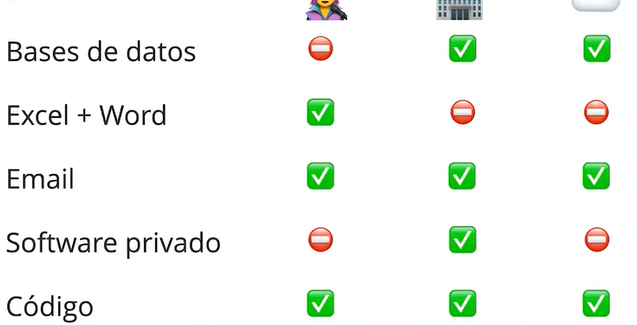 Bases de datos
Excel + Word
Email
Software privado
Código